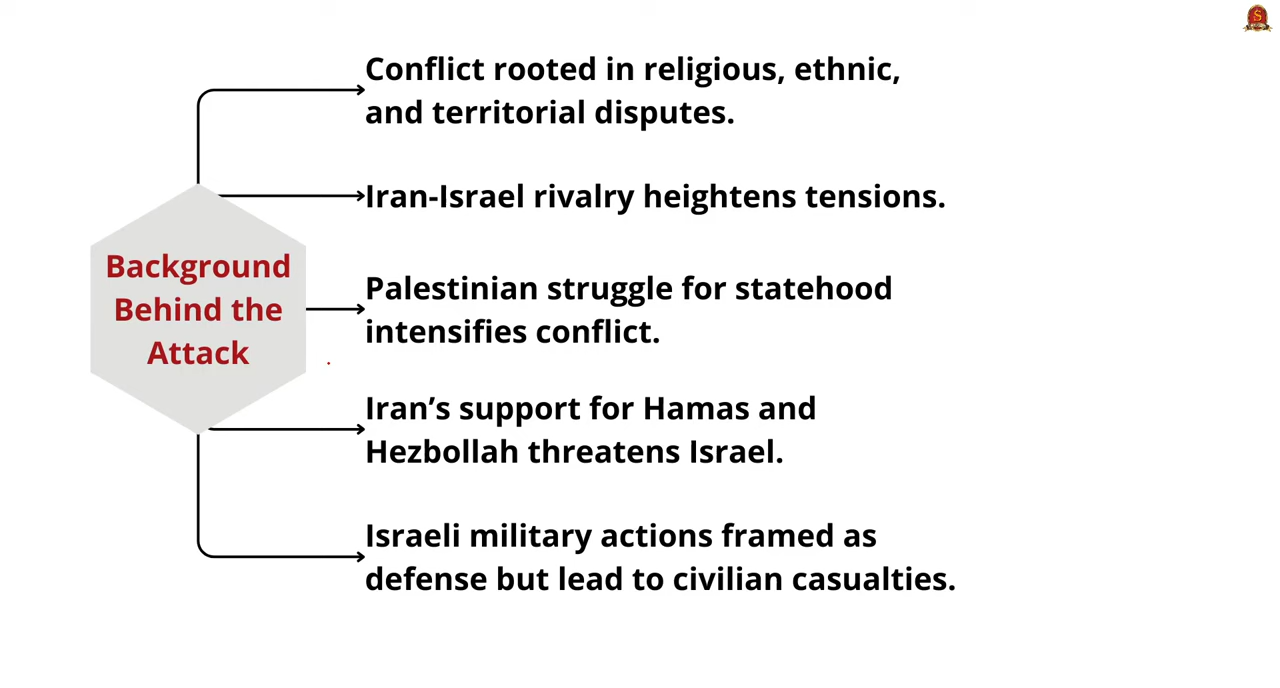 Conflict rooted in religious, ethnic,
and territorial disputes.
Iran-Israel rivalry heightens tensions.
Background
Behind the
Attack
Palestinian struggle for statehood
intensifies conflict.
Iran’s support for Hamas and
Hezbollah threatens Israel.
Israeli military actions framed as
defense but lead to civilian casualties.